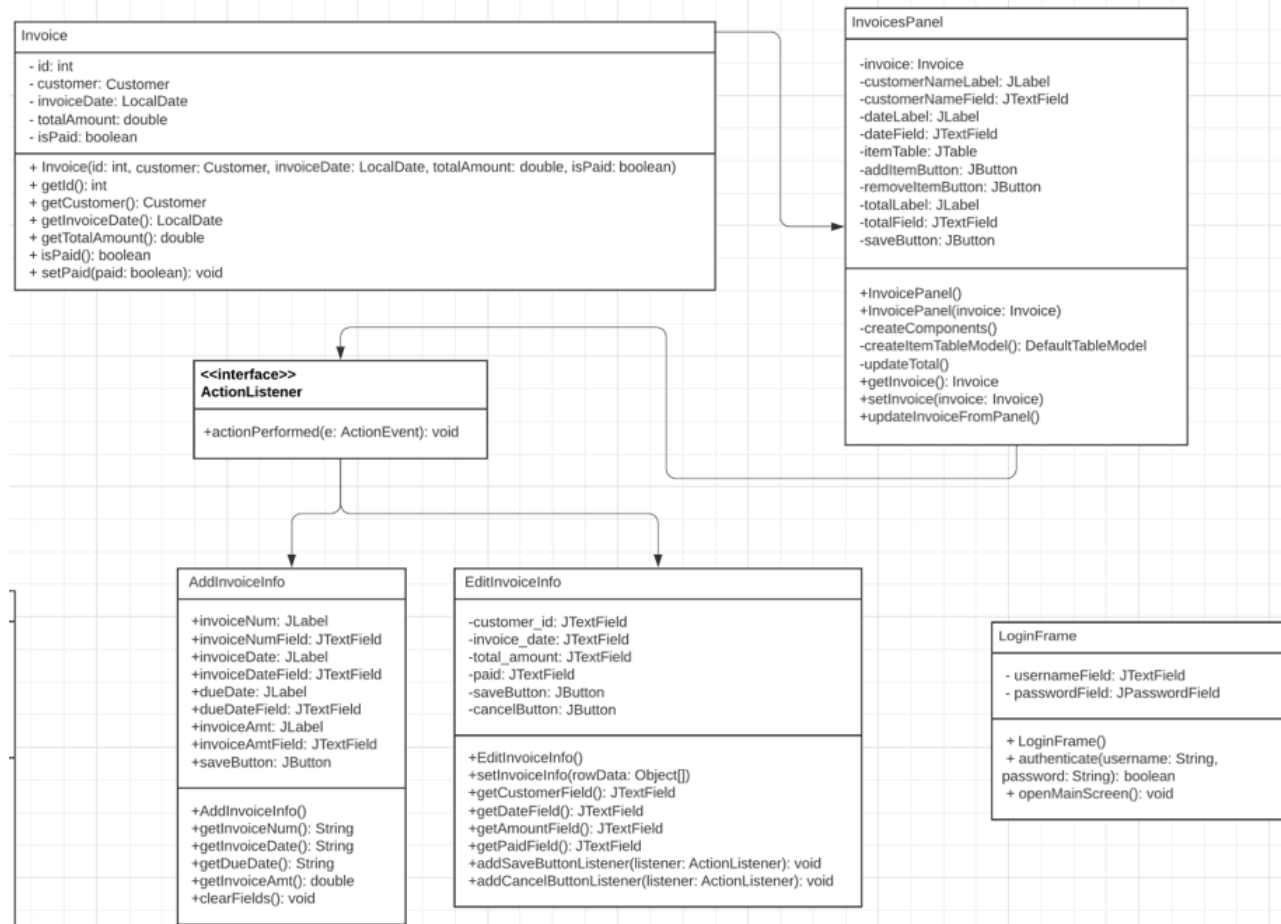 Invoice
- id: int
- customer: Customer
- invoiceDate: LocalDate
- totalAmount: double
- isPaid: boolean
+ Invoice(id: int, customer: Customer, invoiceDate: LocalDate, totalAmount: double, isPaid: boolean)
+ getId(): int
+ getCustomer(): Customer
+ getInvoiceDate(): LocalDate
+ getTotalAmount(): double
+ isPaid(): boolean
+ setPaid(paid: boolean): void
InvoicesPanel
-invoice: Invoice
-customerNameLabel: JLabel
-customerNameField: JTextField
-dateLabel: JLabel
-dateField: JTextField
-itemTable: JTable
-addItemButton: JButton
-removeItemButton: JButton
-totalLabel: JLabel
-totalField: JTextField
-saveButton: JButton
+InvoicePanel()
+InvoicePanel(invoice: Invoice)
-createComponents()
-createItemTableModel(): DefaultTableModel
-updateTotal()
+getInvoice(): Invoice
+setInvoice(invoice: Invoice)
+updateInvoiceFromPanel()
<<interface>>
ActionListener
+actionPerformed(e: ActionEvent): void
AddInvoiceInfo
+invoiceNum: JLabel
+invoiceNumField: JTextField
+invoiceDate: JLabel
+invoiceDateField: JTextField
+dueDate: JLabel
+dueDateField: JTextField
+invoiceAmt: JLabel
+invoiceAmtField: JTextField
+saveButton: JButton
+AddInvoiceInfo()
+getInvoiceNum(): String
+getInvoiceDate(): String
+getDueDate(): String
+getInvoiceAmt(): double
+clearFields(): void
EditInvoiceInfo
-customer_id: JTextField
-invoice_date: JTextField
-total_amount: JTextField
-paid: JTextField
-saveButton: JButton
-cancelButton: JButton
+EditInvoiceInfo()
+setInvoiceInfo(rowData: Object[])
+getCustomerField(): JTextField
+getDateField(): JTextField
+getAmountField(): JTextField
+getPaidField(): JTextField
+addSaveButtonListener(listener: ActionListener): void
+addCancelButtonListener(listener: ActionListener): void
LoginFrame
- usernameField: JTextField
- passwordField: JPasswordField
+ LoginFrame()
+ authenticate(username: String,
password: String): boolean
+ openMainScreen(): void